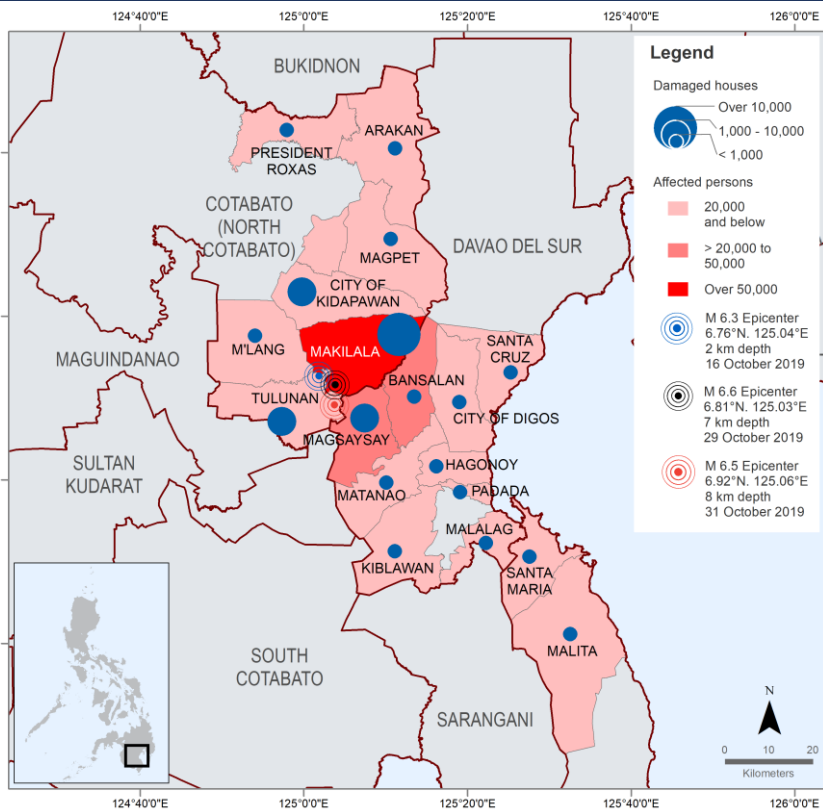 124°40'0"E
125°0'0"E
125°20'0"E
125°40'0"E
126°0'0"E
Legend
Damaged houses
Over 10,000
1,000 - 10,000
< 1,000
Affected persons
20,000
and below
> 20,000 to
50,000
Over 50,000
M 6.3 Epicenter
6.76°N. 125.04°E
2 km depth
16 October 2019
M 6.6 Epicenter
6.81°N. 125.03°E
7 km depth
29 October 2019
M 6.5 Epicenter
6.92°N. 125.06°E
8 km depth
31 October 2019
BUKIDNON
ARAKAN
PRESIDENT
ROXAS
COTABATO
(NORTH
COTABATO)
DAVAO DEL SUR
MAGPET
CITY OF
KIDAPAWAN
M'LANG
MAKILALA
SANTA
CRUZ
MAGUINDANAO
BANSALAN
TULUNAN
CITY OF DIGOS
MAGSAYSAY
SULTAN
KUDARAT
HAGONOY
MATANAO
PADADA
MALALAG
KIBLAWAN
SANTA
MARIA
MALITA
SOUTH
COTABATO
SARANGANI
N
0
10
20
Kilometers
124°40'0"E
125°0'0"E
125°20'0"E
125°40'0"E
126°0'0"E